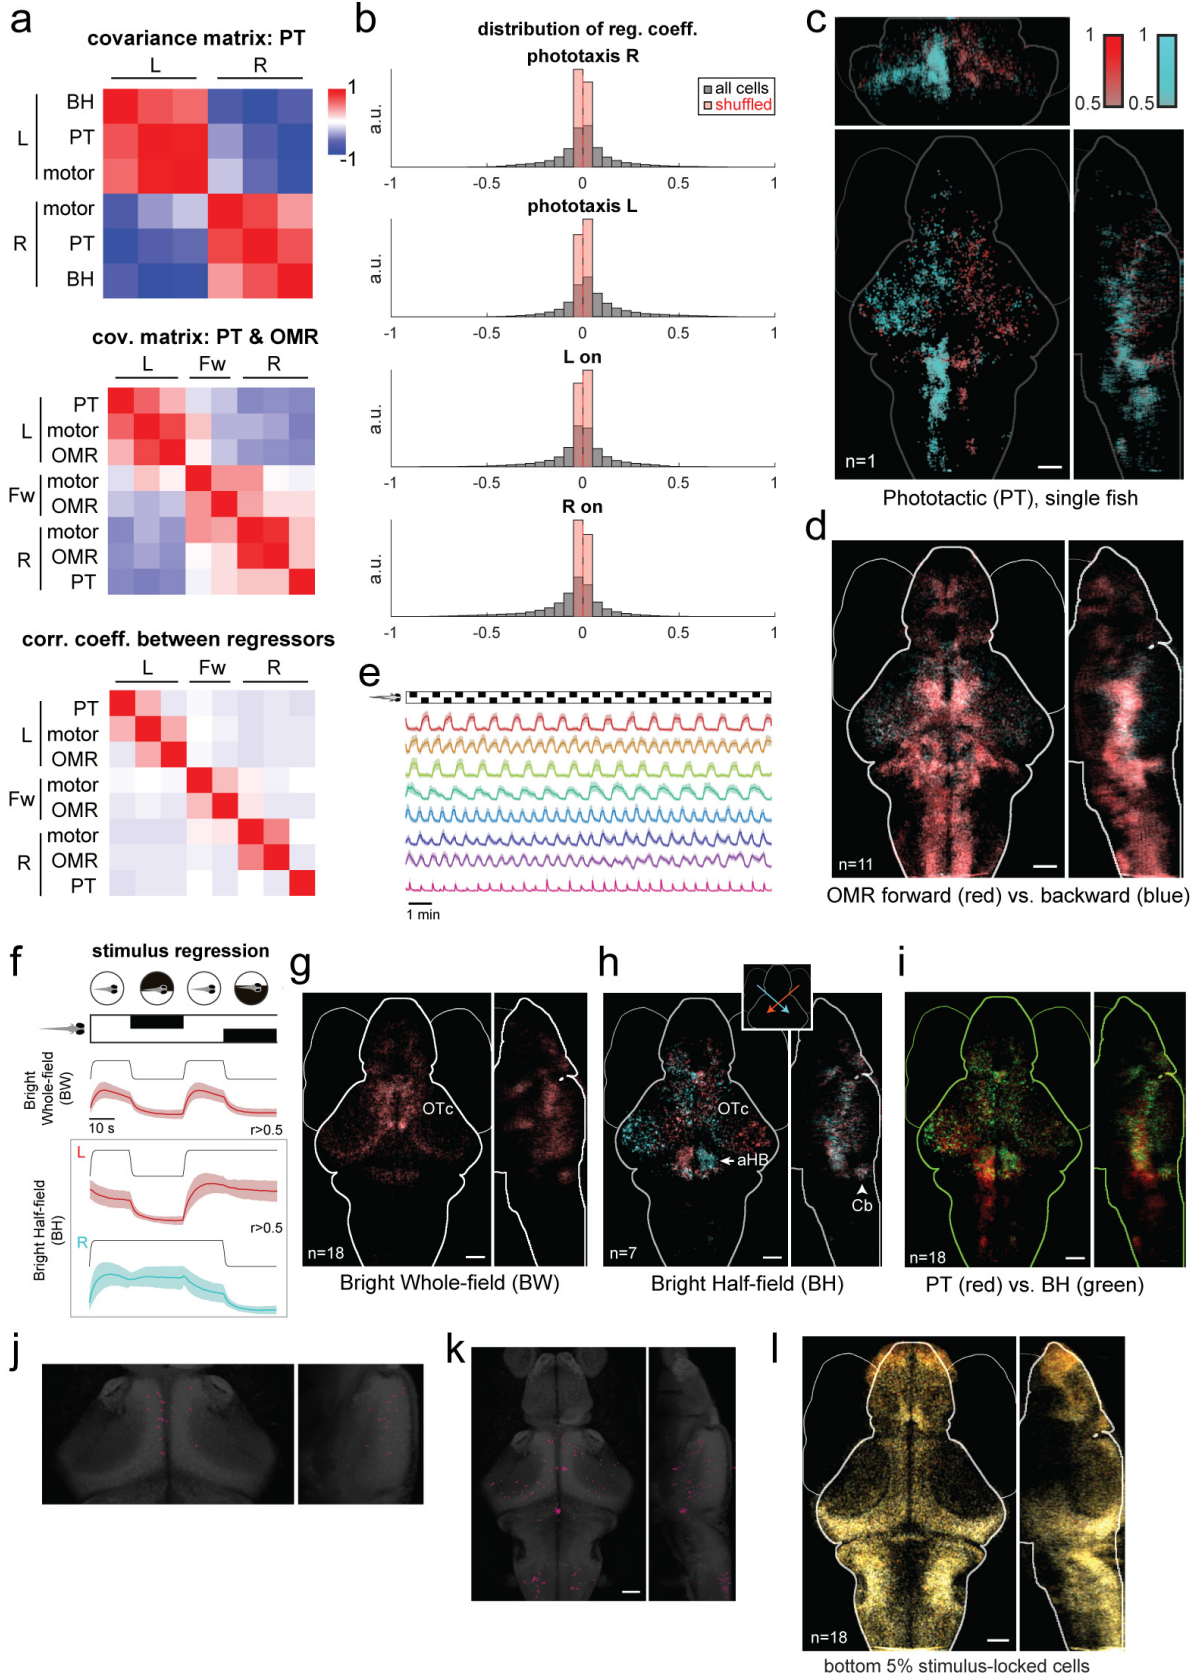 a
covariance matrix: PT
L R
BH
L PT
motor
motor
R PT
BH
1
-1
cov. matrix: PT & OMR
L Fw R
PT
L motor
OMR
motor
Fw OMR
motor
R OMR
PT
corr. coeff. between regressors
L Fw R
PT
L motor
OMR
motor
Fw OMR
motor
R OMR
PT
b
distribution of reg. coeff.
phototaxis R
all cells
shuffled
a.u.
-1 -0.5 0 0.5 1
phototaxis L
a.u.
-1 -0.5 0 0.5 1
L on
a.u.
-1 -0.5 0 0.5 1
R on
a.u.
-1 -0.5 0 0.5 1
c
1 1
0.5 0.5
n=1
Phototactic (PT), single fish
d
n=11
OMR forward (red) vs. backward (blue)
e
1 min
f
stimulus regression
Bright
Whole-field
(BW)
10 s
r>0.5
L
r>0.5
Bright Half-field
(BH)
R
g
OTc
n=18
Bright Whole-field (BW)
h
OTc
aHB
Cb
n=7
Bright Half-field (BH)
i
n=18
PT (red) vs. BH (green)
j
k
l
n=18
bottom 5% stimulus-locked cells